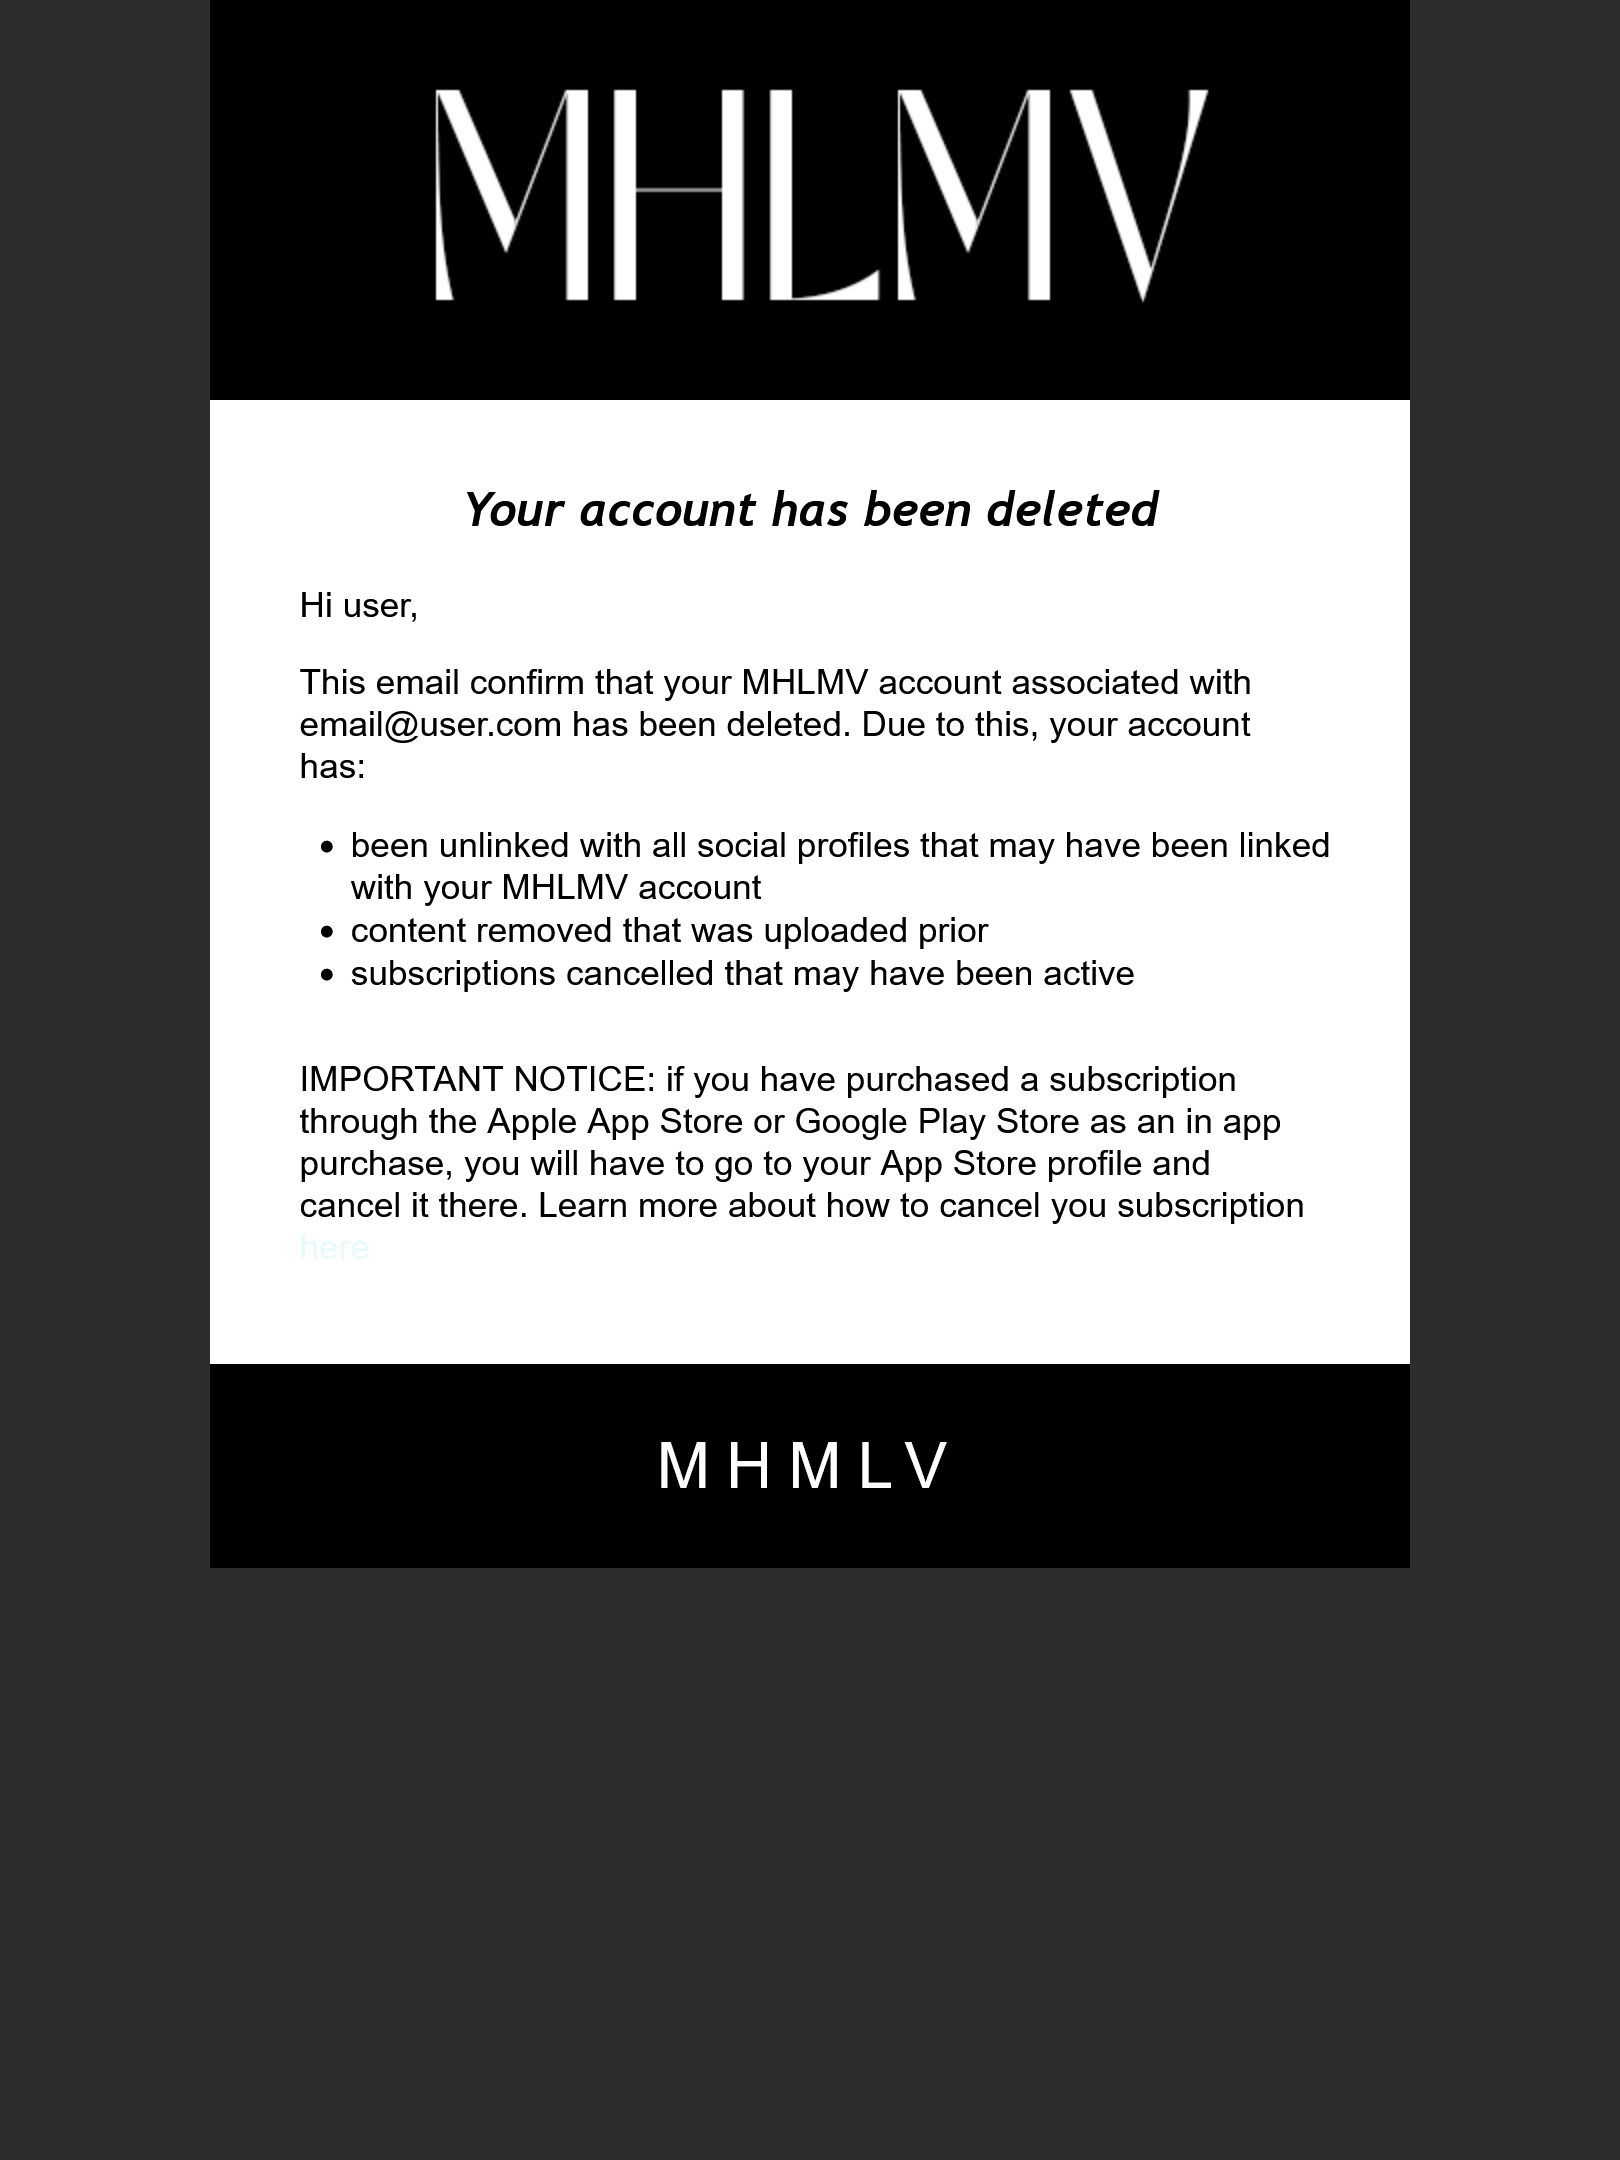 MHLMV
Your account has been deleted
Hi user,
This email confirm that your MHLMV account associated with
email@user.com has been deleted. Due to this, your account
has:
• been unlinked with all social profiles that may have been linked
with your MHLMV account
• content removed that was uploaded prior
• subscriptions cancelled that may have been active
IMPORTANT NOTICE: if you have purchased a subscription
through the Apple App Store or Google Play Store as an in app
purchase, you will have to go to your App Store profile and
cancel it there. Learn more about how to cancel you subscription
here
MHMLV